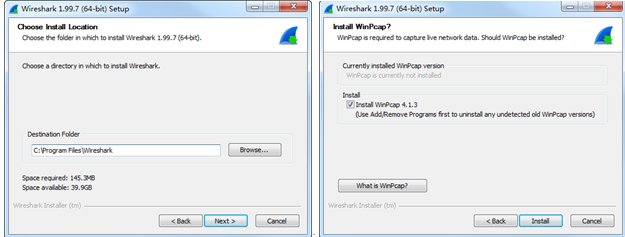 Wireshark 1.99.7 (64-bit) Setup
Choose Install Location
Choose the folder in which to install Wireshark 1.99.7 (64-bit).
Choose a directory in which to install Wireshark.
Destination Folder
C:\Program Files\Wireshark
Browse...
Space required: 145.3MB
Space available: 39.9GB
Wireshark Installer (tm)
< Back
Next >
Cancel
Wireshark 1.99.7 (64-bit) Setup
Install WinPcap?
WinPcap is required to capture live network data. Should WinPcap be installed?
Currently installed WinPcap version
WinPcap is currently not installed
Install
Install WinPcap 4.1.3
(Use Add/Remove Programs first to uninstall any undetected old WinPcap versions)
What is WinPcap?
Wireshark Installer (tm)
< Back
Install
Cancel